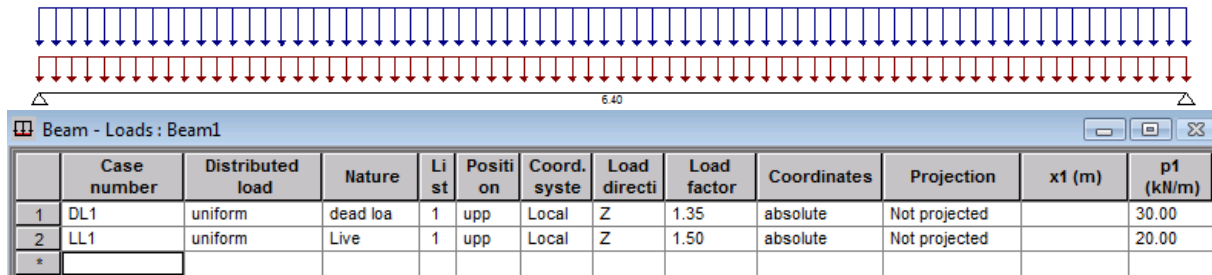 6.40
Beam - Loads : Beam1
Case number Distributed load Nature Li st Positi on Coord. syste Load directi Load factor Coordinates Projection x1 (m) p1 (kN/m)
1 DL1 uniform dead loa 1 upp Local Z 1.35 absolute Not projected 30.00
2 LL1 uniform Live 1 upp Local Z 1.50 absolute Not projected 20.00
*